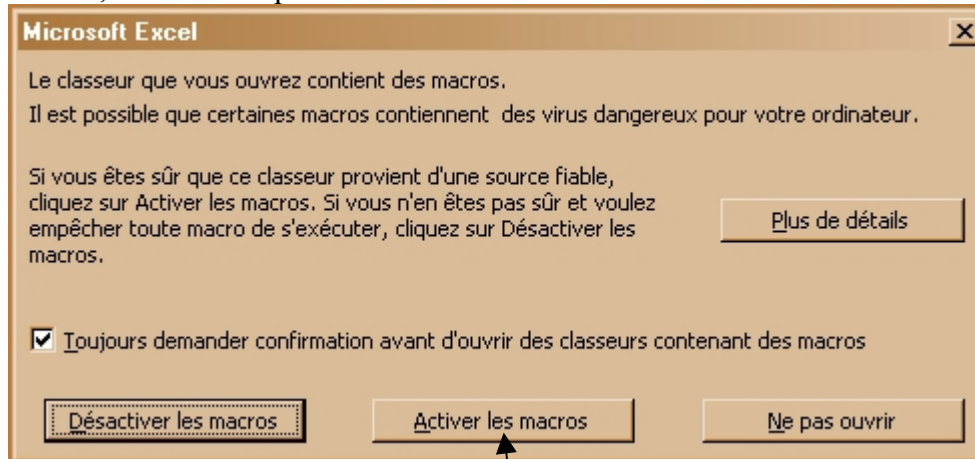 Microsoft Excel
Le classeur que vous ouvrez contient des macros.
Il est possible que certaines macros contiennent des virus dangereux pour votre ordinateur.
Si vous êtes sûr que ce classeur provient d'une source fiable,
cliquez sur Activer les macros. Si vous n'en êtes pas sûr et voulez
empêcher toute macro de s'exécuter, cliquez sur Désactiver les
macros.
Plus de détails
Toujours demander confirmation avant d'ouvrir des classeurs contenant des macros
Désactiver les macros
Activer les macros
Ne pas ouvrir